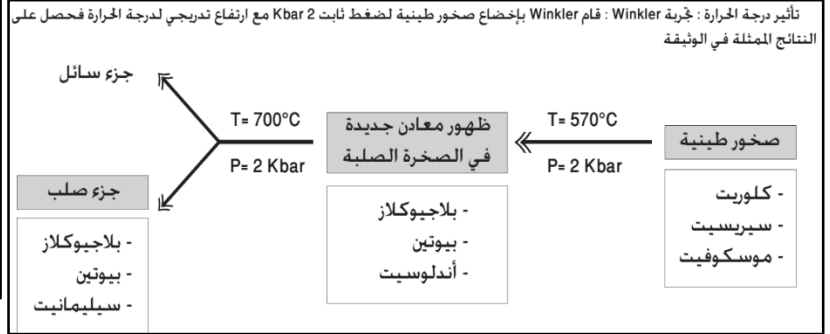 تأثير درجة الحرارة : تجربة Winkler : قام Winkler بإخضاع صخور طينية لضغط ثابت 2 Kbar مع ارتفاع تدريجي لدرجة الحرارة فحصل على
النتائج الممثلة في الوثيقة
صخور طينية
- كلوريت
- سيريسيت
- موسكوفيت
T= 570°C
P= 2 Kbar
ظهور معادن جديدة
في الصخرة الصلبة
- بلاجيوكلاز
- بيوتين
- أندلوسيت
T= 700°C
P= 2 Kbar
جزء سائل
جزء صلب
- بلاجيوكلاز
- بيوتين
- سيليمانيت